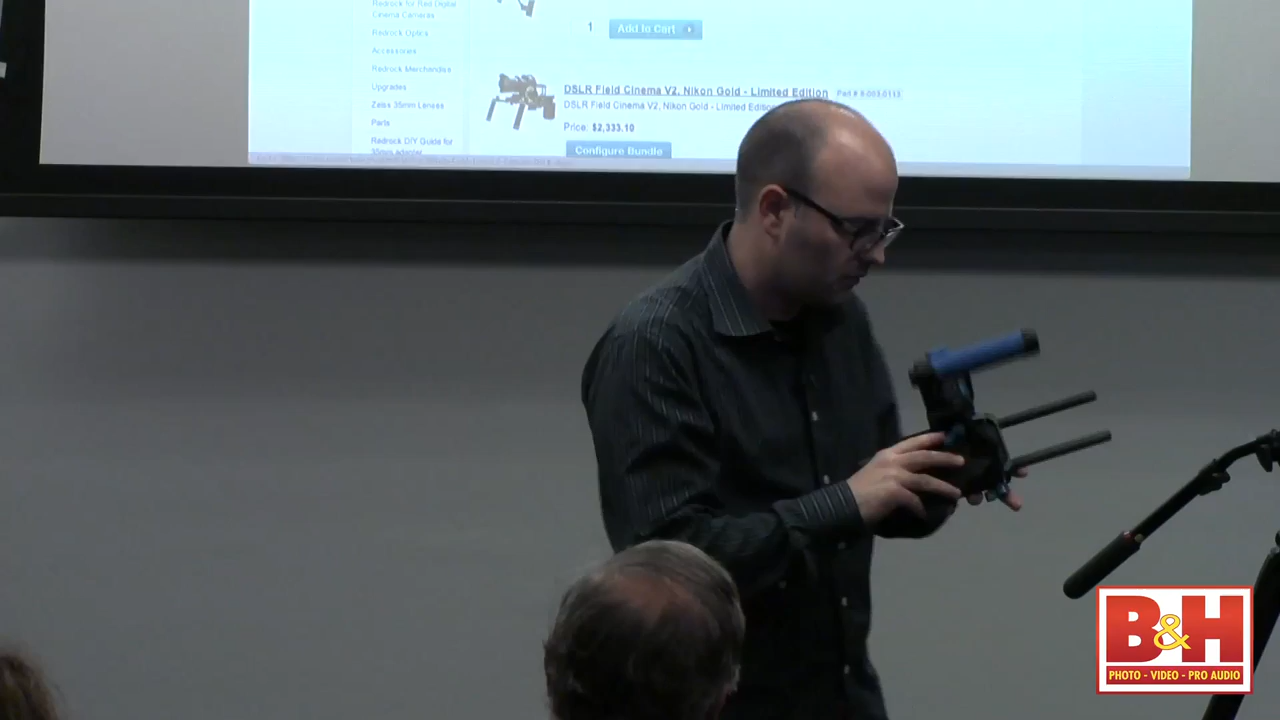 Redrock for Red Digital
Cinema Cameras
Redrock Optics
Accessories
Redrock Merchandise
Upgrades
Zeiss 35mm Lenses
Parts
Redrock DIY Guide for
35mm adapter
1
Add to Cart
DSLR Field Cinema V2, Nikon Gold - Limited Edition
DSLR Field Cinema V2, Nikon Gold - Limited Edition
Price: $2,333.10
Configure Bundle
B&H
PHOTO - VIDEO - PRO AUDIO